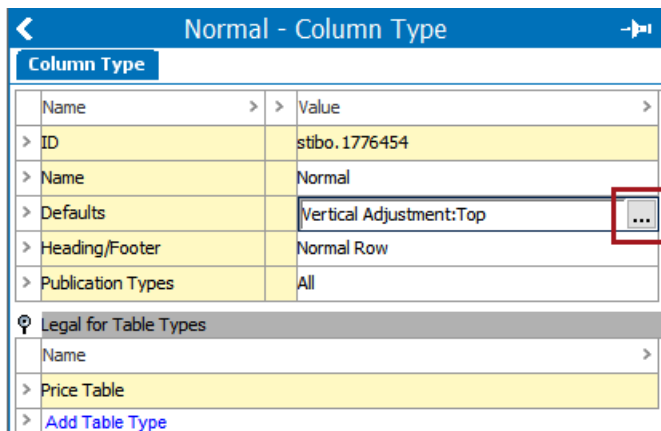 Normal - Column Type
Column Type
Name > > Value >
> ID stibo.1776454
> Name Normal
> Defaults Vertical Adjustment:Top ...
> Heading/Footer Normal Row
> Publication Types All
Legal for Table Types
Name >
> Price Table
> Add Table Type